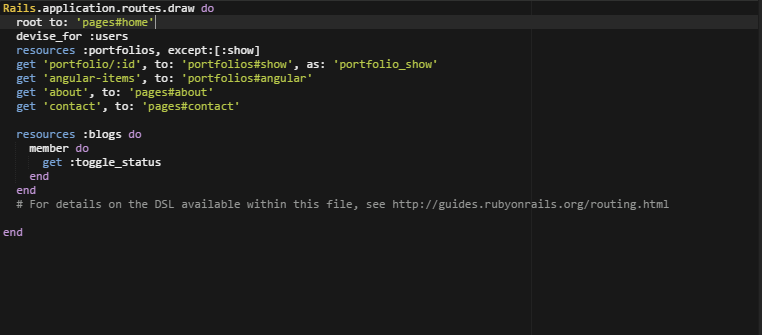 Rails.application.routes.draw do
root to: 'pages#home'
devise_for :users
resources :portfolios, except:[:show]
get 'portfolio/:id', to: 'portfolios#show', as: 'portfolio_show'
get 'angular-items', to: 'portfolios#angular'
get 'about', to: 'pages#about'
get 'contact', to: 'pages#contact'
resources :blogs do
member do
get :toggle_status
end
end
# For details on the DSL available within this file, see http://guides.rubyonrails.org/routing.html
end